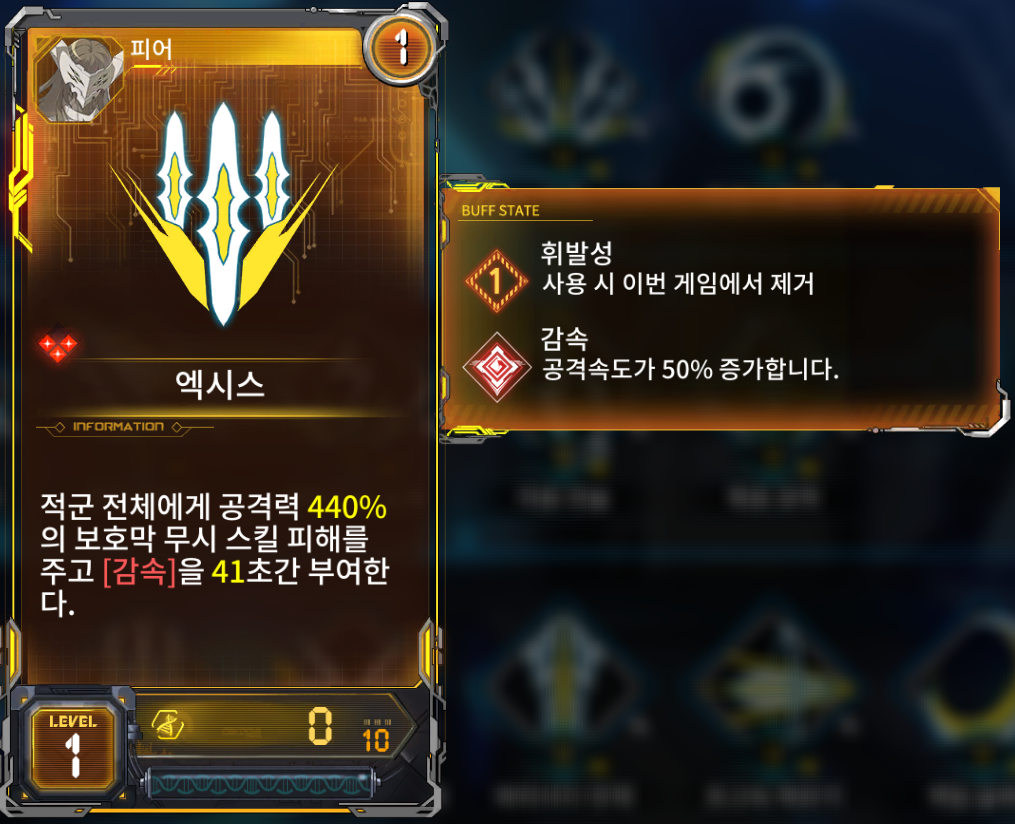 피어
1
엑시스
INFORMATION
적군 전체에게 공격력 440%
의 보호막 무시 스킬 피해를
주고 [감속]을 41초간 부여한
다.
LEVEL
1
0
10
BUFF STATE
1
휘발성
사용 시 이번 게임에서 제거
감속
공격속도가 50% 증가합니다.